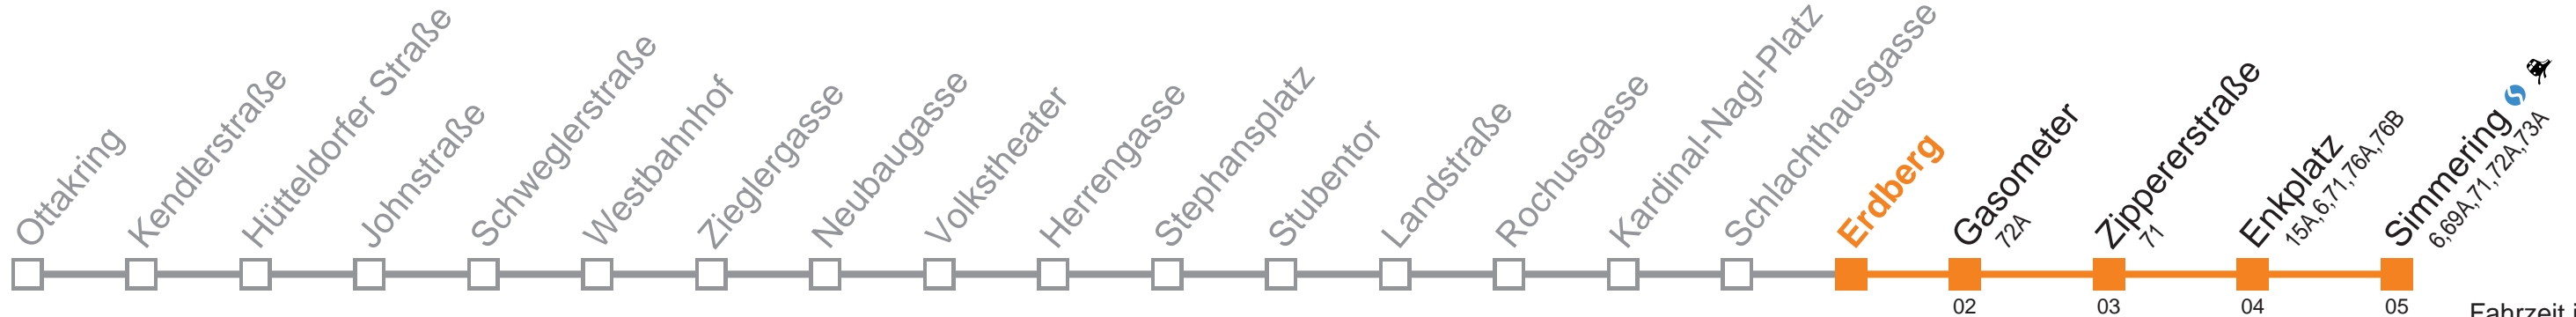 Ottakring
Kendlerstraße
Hütteldorfer Straße
Johnstraße
Schweglerstraße
Westbahnhof
Zieglergasse
Neubaugasse
Volkstheater
Herrengasse
Stephansplatz
Stubentor
Landstraße
Rochusgasse
Kardinal-Nagl-Platz
Schlachthausgasse
Erdberg
Gasometer
72A
Zippererstraße
71
Enkplatz
15A,6,71,76A,76B
Simmering
6,69A,71,72A,73A
02
03
04
05
Fahrzeit